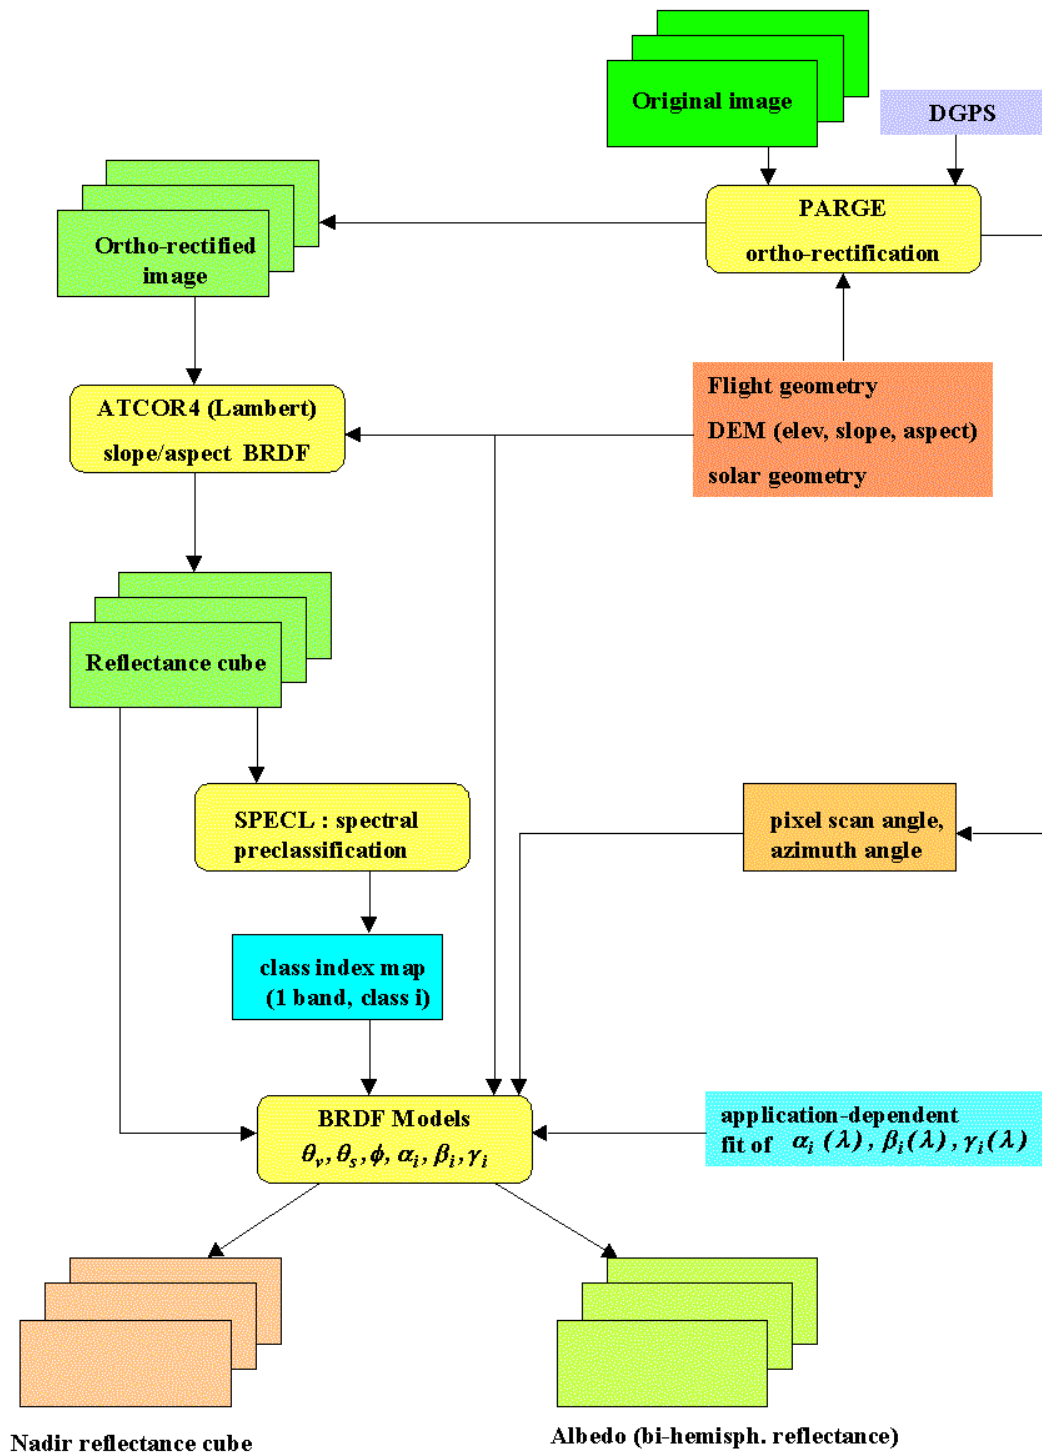 Original image
DGPS
PARGE
ortho-rectification
Ortho-rectified
image
Flight geometry
DEM (elev, slope, aspect)
solar geometry
ATCOR4 (Lambert)
slope/aspect BRDF
Reflectance cube
SPECL : spectral
preclassification
pixel scan angle,
azimuth angle
class index map
(1 band, class i)
BRDF Models
θv, θs, ϕ, αi, βi, γi
application-dependent
fit of αi (λ), βi(λ), γi(λ)
Nadir reflectance cube
Albedo (bi-hemisph. reflectance)